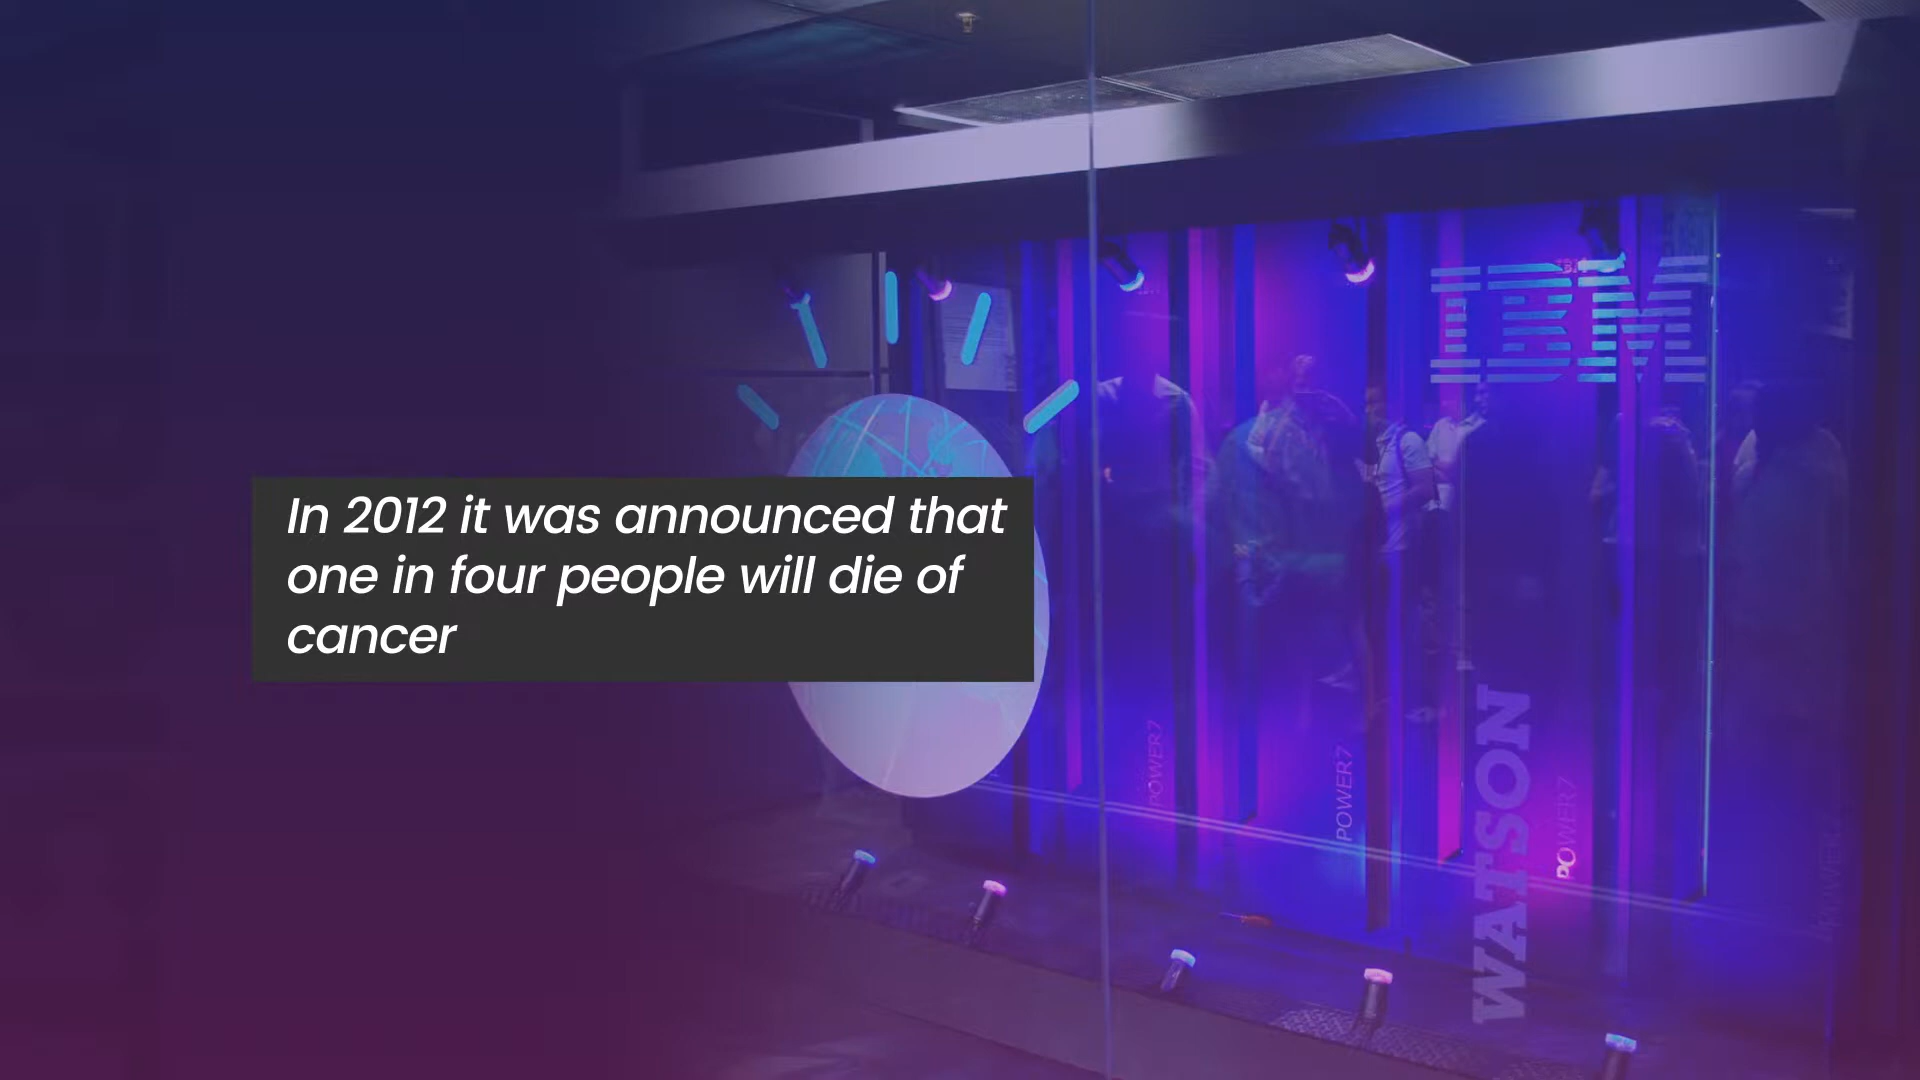 IBM
In 2012 it was announced that
one in four people will die of
cancer
POWER7
POWER7
WATSON
POWER7